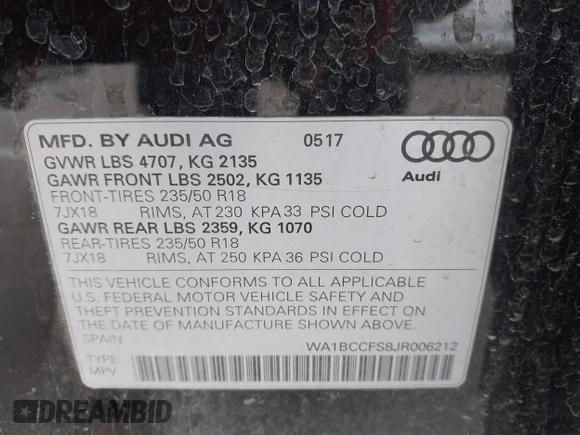 MFD. BY AUDI AG 0517
GVWR LBS 4707, KG 2135
GAWR FRONT LBS 2502, KG 1135
FRONT-TIRES 235/50 R18
7JX18 RIMS, AT 230 KPA 33 PSI COLD
GAWR REAR LBS 2359, KG 1070
REAR-TIRES 235/50 R18
7JX18 RIMS, AT 250 KPA 36 PSI COLD
Audi
THIS VEHICLE CONFORMS TO ALL APPLICABLE
U.S. FEDERAL MOTOR VEHICLE SAFETY AND
THEFT PREVENTION STANDARDS IN EFFECT ON
THE DATE OF MANUFACTURE SHOWN ABOVE.
SPAIN WA1BCCFS8JR006212
TYPE:
MPV
DREAMBID